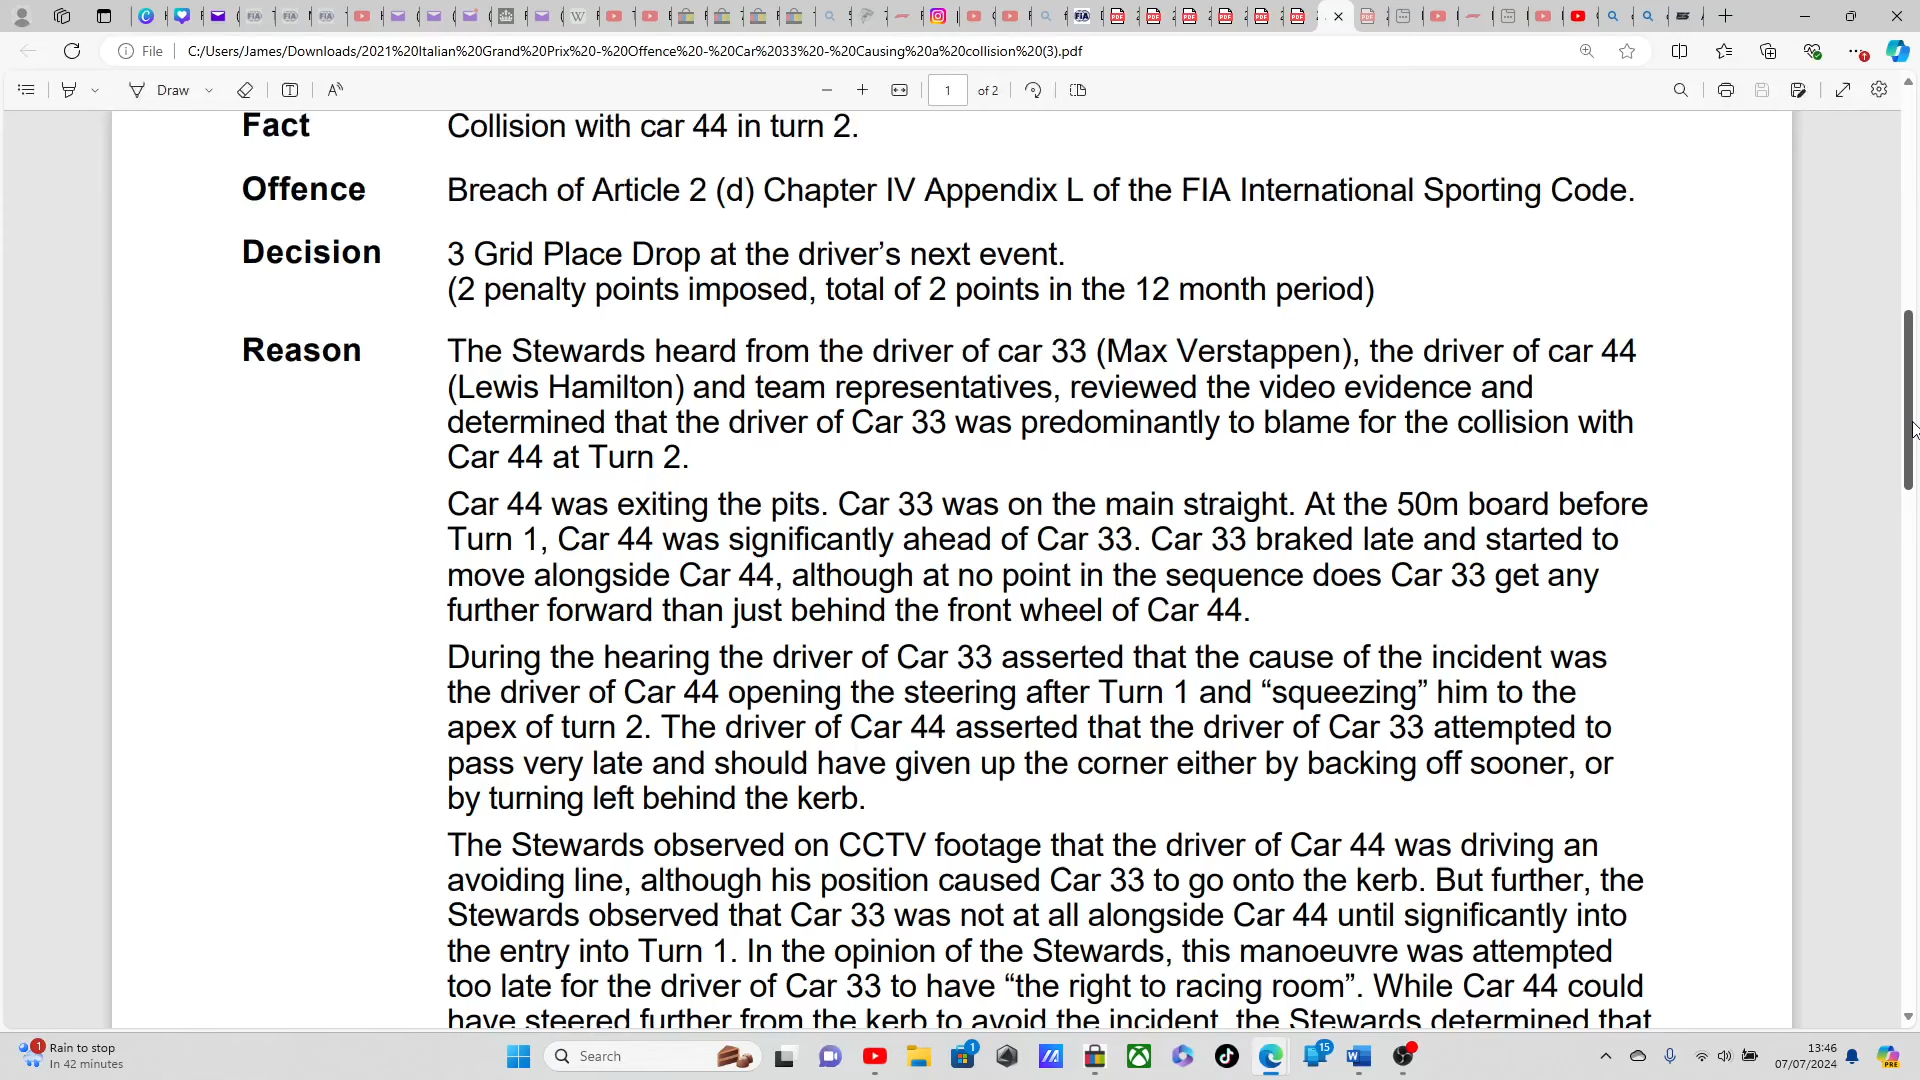 File
C:/Users/James/Downloads/2021%20Italian%20Grand%20Prix%20-%20Offence%20-%20Car%2033%20-%20Causing%20a%20collision%20(3).pdf
Draw
1 of 2
Fact Collision with car 44 in turn 2.
Offence Breach of Article 2 (d) Chapter IV Appendix L of the FIA International Sporting Code.
Decision 3 Grid Place Drop at the driver’s next event.
(2 penalty points imposed, total of 2 points in the 12 month period)
Reason The Stewards heard from the driver of car 33 (Max Verstappen), the driver of car 44
(Lewis Hamilton) and team representatives, reviewed the video evidence and
determined that the driver of Car 33 was predominantly to blame for the collision with
Car 44 at Turn 2.
Car 44 was exiting the pits. Car 33 was on the main straight. At the 50m board before
Turn 1, Car 44 was significantly ahead of Car 33. Car 33 braked late and started to
move alongside Car 44, although at no point in the sequence does Car 33 get any
further forward than just behind the front wheel of Car 44.
During the hearing the driver of Car 33 asserted that the cause of the incident was
the driver of Car 44 opening the steering after Turn 1 and “squeezing” him to the
apex of turn 2. The driver of Car 44 asserted that the driver of Car 33 attempted to
pass very late and should have given up the corner either by backing off sooner, or
by turning left behind the kerb.
The Stewards observed on CCTV footage that the driver of Car 44 was driving an
avoiding line, although his position caused Car 33 to go onto the kerb. But further, the
Stewards observed that Car 33 was not at all alongside Car 44 until significantly into
the entry into Turn 1. In the opinion of the Stewards, this manoeuvre was attempted
too late for the driver of Car 33 to have “the right to racing room”. While Car 44 could
have steered further from the kerb to avoid the incident, the Stewards determined that
1
Rain to stop
In 42 minutes
Search
1
15
13:46
07/07/2024